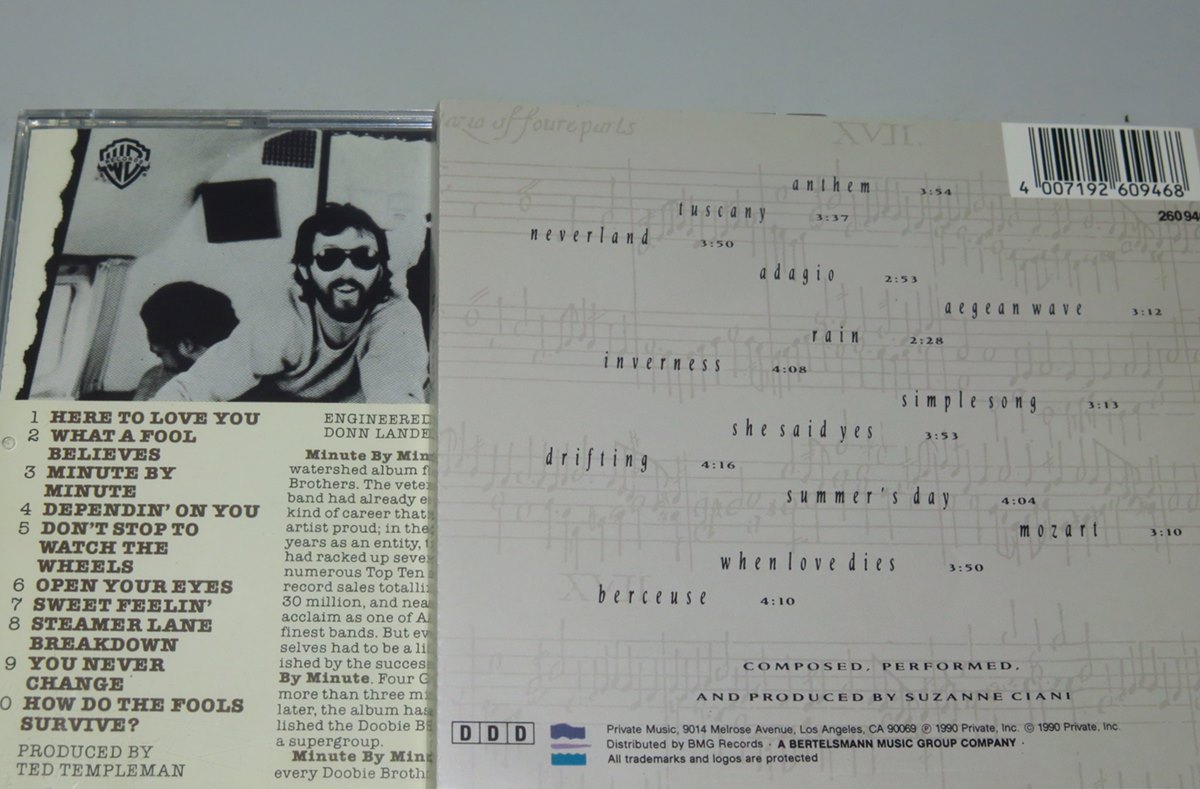 WB
1 HERE TO LOVE YOU
2 WHAT A FOOL
BELIEVES
3 MINUTE BY
MINUTE
4 DEPENDIN' ON YOU
5 DON'T STOP TO
WATCH THE
WHEELS
6 OPEN YOUR EYES
7 SWEET FEELIN'
8 STEAMER LANE
BREAKDOWN
9 YOU NEVER
CHANGE
0 HOW DO THE FOOLS
SURVIVE?
PRODUCED BY
TED TEMPLEMAN
ENGINEERED
DONN LANDE
Minute By Min
watershed album f
Brothers. The vete
band had already e
kind of career that
artist proud; in the
years as an entity,
had racked up seve
numerous Top Ten
record sales totalli
30 million, and nea
acclaim as one of A
finest bands. But ev
selves had to be a li
ished by the succes
By Minute. Four G
more than three mi
later, the album has
lished the Doobie B
a supergroup.
Minute By Min
every Doobie Broth
of foure parts
XVII.
4 007192 609468
260 94
anthem 3:54
tuscany 3:37
neverland 3:50
adagio 2:53
aegean wave 3:12
rain 2:28
inverness 4:08
simple song 3:13
she said yes 3:53
drifting 4:16
summer's day 4:04
mozart 3:10
when love dies 3:50
berceuse 4:10
COMPOSED, PERFORMED,
AND PRODUCED BY SUZANNE CIANI
DDD
Private Music, 9014 Melrose Avenue, Los Angeles, CA 90069 ℗ 1990 Private, Inc. © 1990 Private, Inc.
Distributed by BMG Records · A BERTELSMANN MUSIC GROUP COMPANY ·
All trademarks and logos are protected